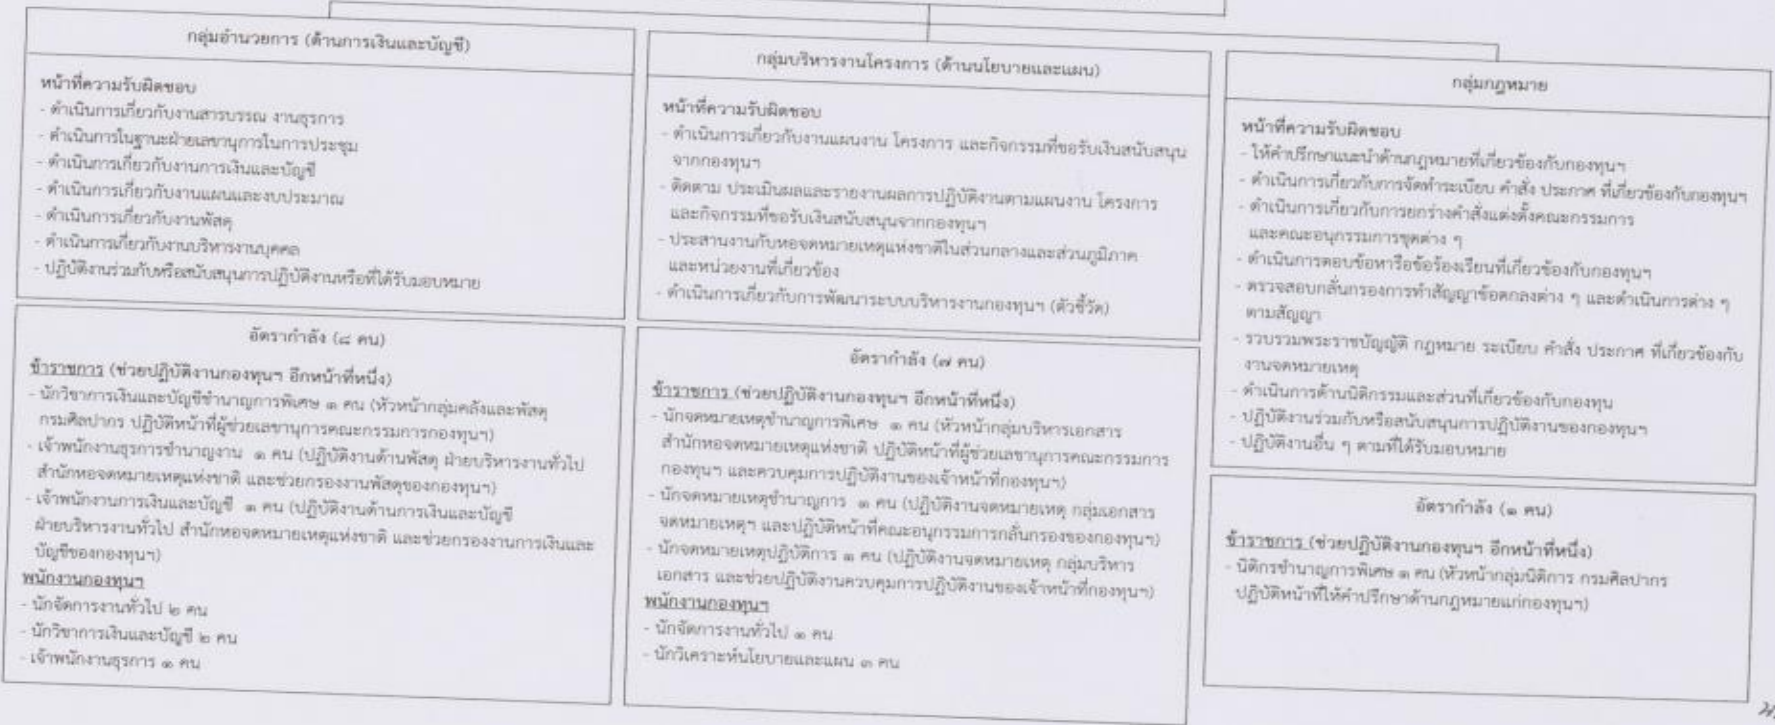 กลุ่มอำนวยการ (ด้านการเงินและบัญชี)
หน้าที่ความรับผิดชอบ
- ดำเนินการเกี่ยวกับงานสารบรรณ งานธุรการ
- ดำเนินการในฐานะฝ่ายเลขานุการในการประชุม
- ดำเนินการเกี่ยวกับงานการเงินและบัญชี
- ดำเนินการเกี่ยวกับงานแผนและงบประมาณ
- ดำเนินการเกี่ยวกับงานพัสดุ
- ดำเนินการเกี่ยวกับงานบริหารงานบุคคล
- ปฏิบัติงานร่วมกับหรือสนับสนุนการปฏิบัติงานหรือที่ได้รับมอบหมาย
อัตรากำลัง (๘ คน)
ข้าราชการ (ช่วยปฏิบัติงานกองทุนฯ อีกหน้าที่หนึ่ง)
- นักวิชาการเงินและบัญชีชำนาญการพิเศษ ๑ คน (หัวหน้ากลุ่มคลังและพัสดุ
กรมศิลปากร ปฏิบัติหน้าที่ผู้ช่วยเลขานุการคณะกรรมการกองทุนฯ)
- เจ้าพนักงานธุรการชำนาญงาน ๑ คน (ปฏิบัติงานด้านพัสดุ ฝ่ายบริหารงานทั่วไป
สำนักหอจดหมายเหตุแห่งชาติ และช่วยกรองงานพัสดุของกองทุนฯ)
- เจ้าพนักงานการเงินและบัญชี ๑ คน (ปฏิบัติงานด้านการเงินและบัญชี
ฝ่ายบริหารงานทั่วไป สำนักหอจดหมายเหตุแห่งชาติ และช่วยกรองงานการเงินและ
บัญชีของกองทุนฯ)
พนักงานกองทุนฯ
- นักจัดการงานทั่วไป ๒ คน
- นักวิชาการเงินและบัญชี ๒ คน
- เจ้าพนักงานธุรการ ๑ คน
กลุ่มบริหารงานโครงการ (ด้านนโยบายและแผน)
หน้าที่ความรับผิดชอบ
- ดำเนินการเกี่ยวกับงานแผนงาน โครงการ และกิจกรรมที่ขอรับเงินสนับสนุน
จากกองทุนฯ
- ติดตาม ประเมินผลและรายงานผลการปฏิบัติงานตามแผนงาน โครงการ
และกิจกรรมที่ขอรับเงินสนับสนุนจากกองทุนฯ
- ประสานงานกับหอจดหมายเหตุแห่งชาติในส่วนกลางและส่วนภูมิภาค
และหน่วยงานที่เกี่ยวข้อง
- ดำเนินการเกี่ยวกับการพัฒนาระบบบริหารงานกองทุนฯ (ตัวชี้วัด)
อัตรากำลัง (๗ คน)
ข้าราชการ (ช่วยปฏิบัติงานกองทุนฯ อีกหน้าที่หนึ่ง)
- นักจดหมายเหตุชำนาญการพิเศษ ๑ คน (หัวหน้ากลุ่มบริหารเอกสาร
สำนักหอจดหมายเหตุแห่งชาติ ปฏิบัติหน้าที่ผู้ช่วยเลขานุการคณะกรรมการ
กองทุนฯ และควบคุมการปฏิบัติงานของเจ้าหน้าที่กองทุนฯ)
- นักจดหมายเหตุชำนาญการ ๑ คน (ปฏิบัติงานจดหมายเหตุ กลุ่มเอกสาร
จดหมายเหตุฯ และปฏิบัติหน้าที่คณะอนุกรรมการกลั่นกรองของกองทุนฯ)
- นักจดหมายเหตุปฏิบัติการ ๑ คน (ปฏิบัติงานจดหมายเหตุ กลุ่มบริหาร
เอกสาร และช่วยปฏิบัติงานควบคุมการปฏิบัติงานของเจ้าหน้าที่กองทุนฯ)
พนักงานกองทุนฯ
- นักจัดการงานทั่วไป ๑ คน
- นักวิเคราะห์นโยบายและแผน ๓ คน
กลุ่มกฎหมาย
หน้าที่ความรับผิดชอบ
- ให้คำปรึกษาแนะนำด้านกฎหมายที่เกี่ยวข้องกับกองทุนฯ
- ดำเนินการเกี่ยวกับการจัดทำระเบียบ คำสั่ง ประกาศ ที่เกี่ยวข้องกับกองทุนฯ
- ดำเนินการเกี่ยวกับการยกร่างคำสั่งแต่งตั้งคณะกรรมการ
และคณะอนุกรรมการชุดต่าง ๆ
- ดำเนินการตอบข้อหารือข้อร้องเรียนที่เกี่ยวข้องกับกองทุนฯ
- ตรวจสอบกลั่นกรองการทำสัญญาข้อตกลงต่าง ๆ และดำเนินการต่าง ๆ
ตามสัญญา
- รวบรวมพระราชบัญญัติ กฎหมาย ระเบียบ คำสั่ง ประกาศ ที่เกี่ยวข้องกับ
งานจดหมายเหตุ
- ดำเนินการด้านนิติกรรมและส่วนที่เกี่ยวข้องกับกองทุน
- ปฏิบัติงานร่วมกับหรือสนับสนุนการปฏิบัติงานของกองทุนฯ
- ปฏิบัติงานอื่น ๆ ตามที่ได้รับมอบหมาย
อัตรากำลัง (๑ คน)
ข้าราชการ (ช่วยปฏิบัติงานกองทุนฯ อีกหน้าที่หนึ่ง)
- นิติกรชำนาญการพิเศษ ๑ คน (หัวหน้ากลุ่มนิติการ กรมศิลปากร
ปฏิบัติหน้าที่ให้คำปรึกษาด้านกฎหมายแก่กองทุนฯ)